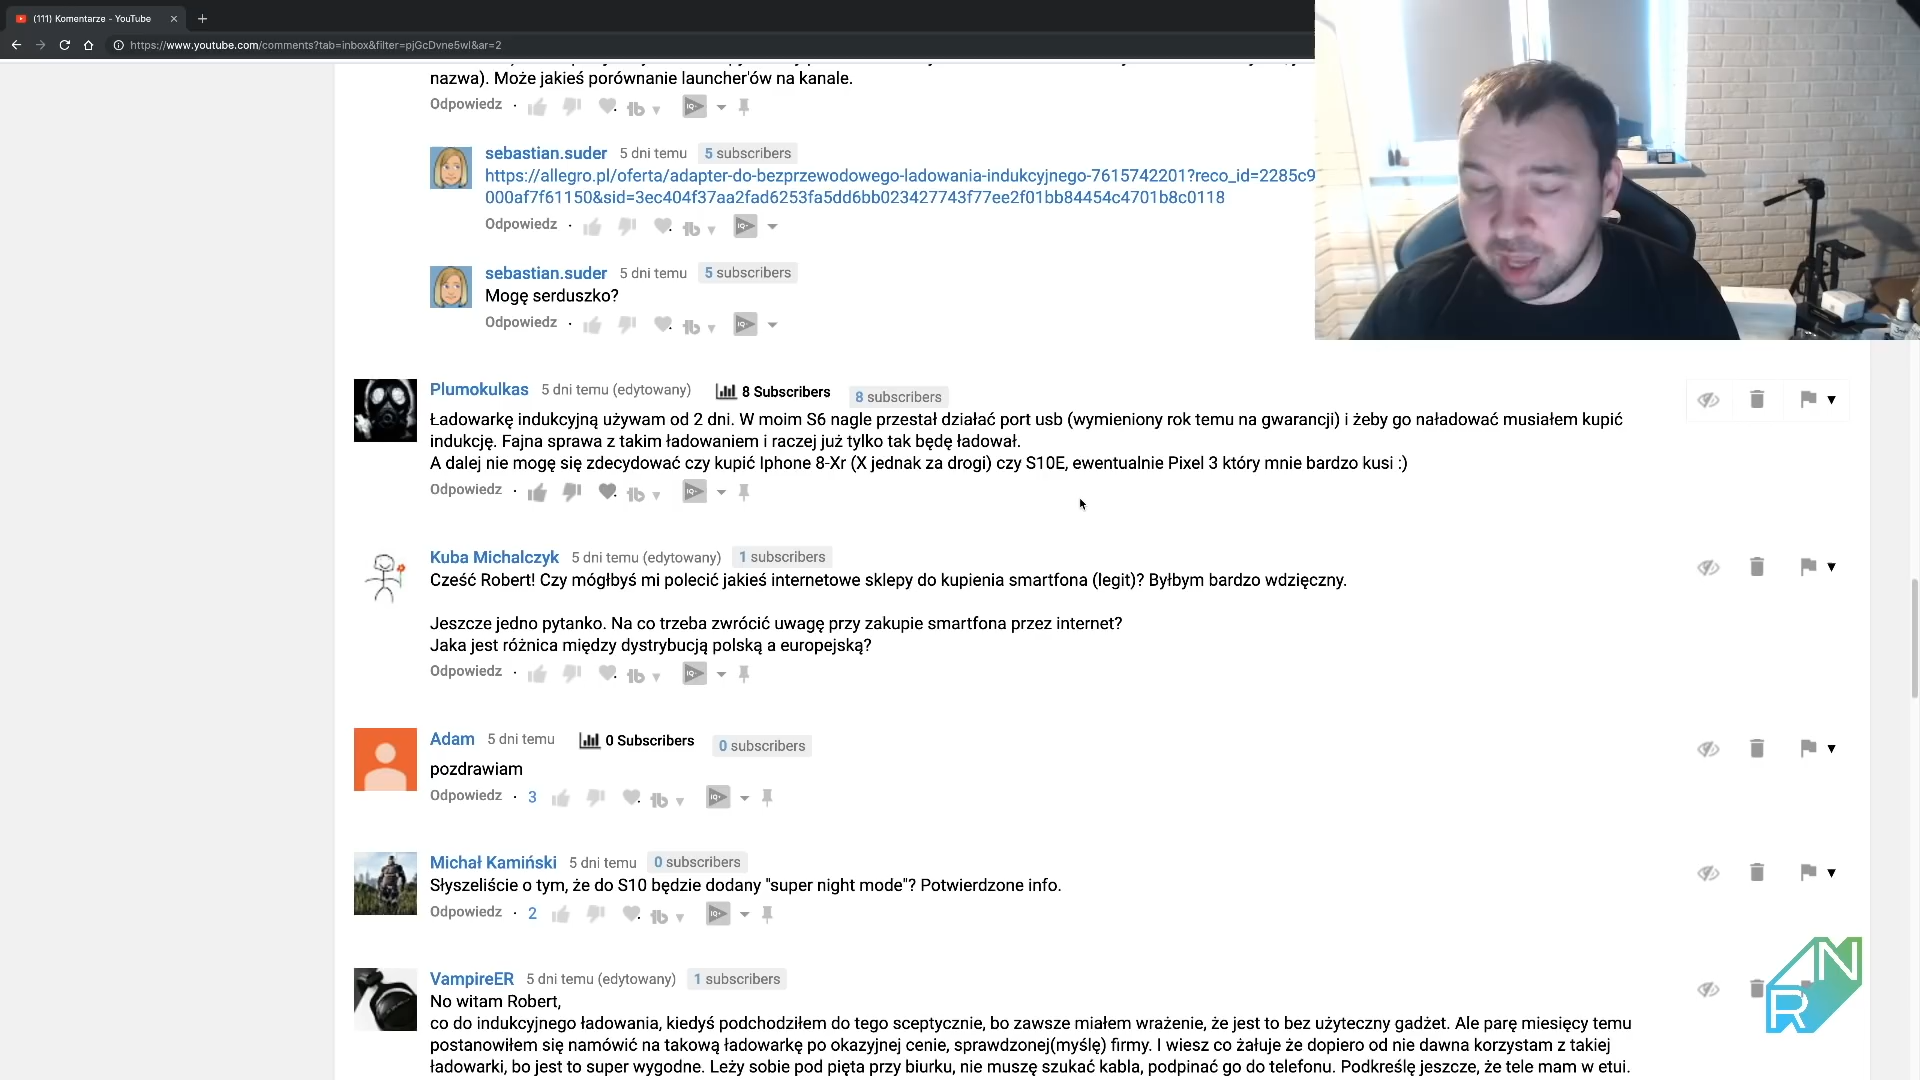 (111) Komentarze - YouTube
https://www.youtube.com/comments?tab=inbox&filter=pjGcDvne5wI&ar=2
nazwa). Może jakieś porównanie launcher'ów na kanale.
Odpowiedz
sebastian.suder 5 dni temu 5 subscribers
https://allegro.pl/oferta/adapter-do-bezprzewodowego-ladowania-indukcyjnego-7615742201?reco_id=2285c9
000af7f61150&sid=3ec404f37aa2fad6253fa5dd6bb023427743f77ee2f01bb84454c4701b8c0118
Odpowiedz
sebastian.suder 5 dni temu 5 subscribers
Mogę serduszko?
Odpowiedz
Plumokulkas 5 dni temu (edytowany) 8 Subscribers 8 subscribers
Ładowarkę indukcyjną używam od 2 dni. W moim S6 nagle przestał działać port usb (wymieniony rok temu na gwarancji) i żeby go naładować musiałem kupić
indukcję. Fajna sprawa z takim ładowaniem i raczej już tylko tak będę ładował.
A dalej nie mogę się zdecydować czy kupić Iphone 8-Xr (X jednak za drogi) czy S10E, ewentualnie Pixel 3 który mnie bardzo kusi :)
Odpowiedz
Kuba Michalczyk 5 dni temu (edytowany) 1 subscribers
Cześć Robert! Czy mógłbyś mi polecić jakieś internetowe sklepy do kupienia smartfona (legit)? Byłbym bardzo wdzięczny.
Jeszcze jedno pytanko. Na co trzeba zwrócić uwagę przy zakupie smartfona przez internet?
Jaka jest różnica między dystrybucją polską a europejską?
Odpowiedz
Adam 5 dni temu 0 Subscribers 0 subscribers
pozdrawiam
Odpowiedz 3
Michał Kamiński 5 dni temu 0 subscribers
Słyszeliście o tym, że do S10 będzie dodany "super night mode"? Potwierdzone info.
Odpowiedz 2
VampireER 5 dni temu (edytowany) 1 subscribers
No witam Robert,
co do indukcyjnego ładowania, kiedyś podchodziłem do tego sceptycznie, bo zawsze miałem wrażenie, że jest to bez użyteczny gadżet. Ale parę miesięcy temu
postanowiłem się namówić na takową ładowarkę po okazyjnej cenie, sprawdzonej(myślę) firmy. I wiesz co żałuje że dopiero od nie dawna korzystam z takiej
ładowarki, bo jest to super wygodne. Leży sobie pod pięta przy biurku, nie muszę szukać kabla, podpinać go do telefonu. Podkreślę jeszcze, że tele mam w etui.
RN